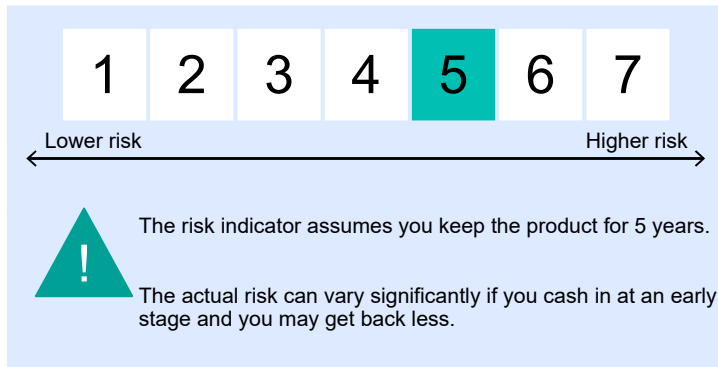 1 2 3 4 5 6 7
Lower risk Higher risk
!
The risk indicator assumes you keep the product for 5 years.
The actual risk can vary significantly if you cash in at an early
stage and you may get back less.